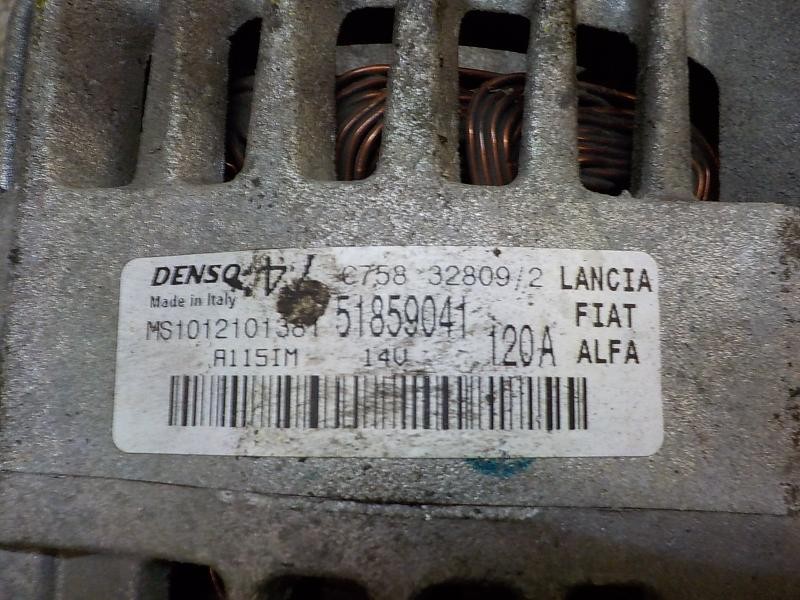 DENSO C758 32809/2 LANCIA
Made in Italy
FIAT
MS1012101381 51859041
120A ALFA
A115IM 14V